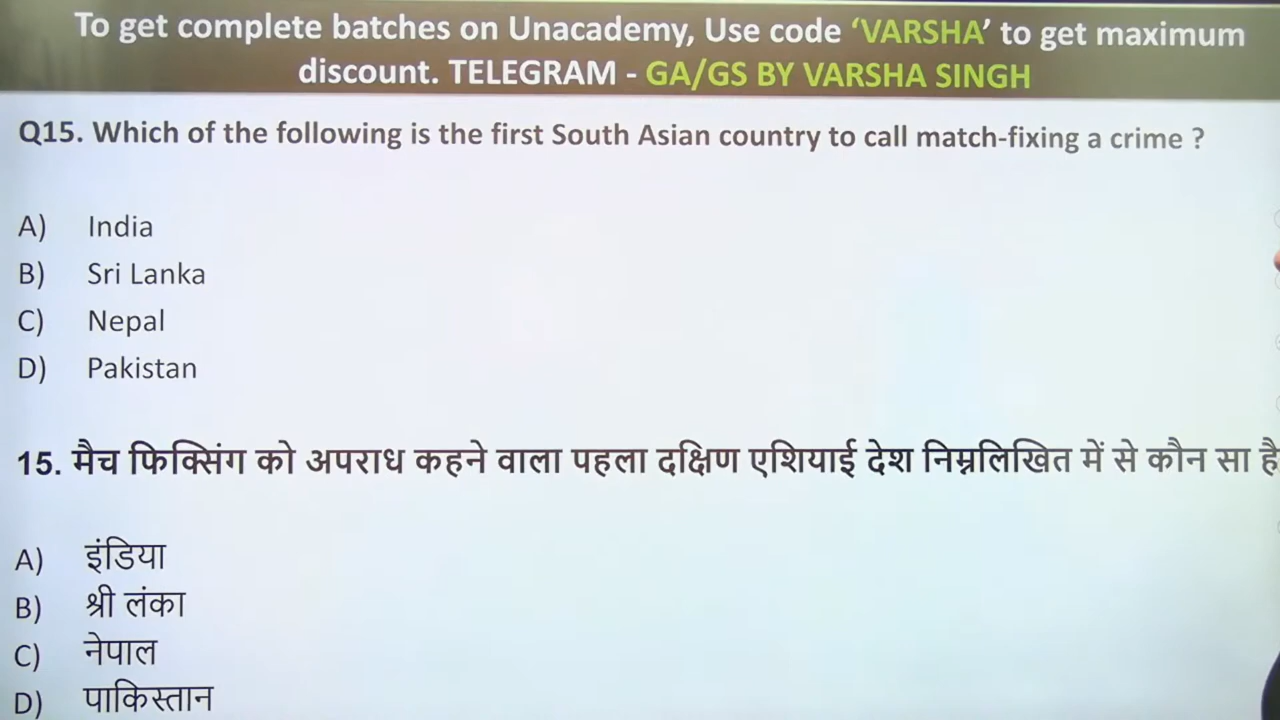 To get complete batches on Unacademy, Use code ‘VARSHA’ to get maximum
discount. TELEGRAM - GA/GS BY VARSHA SINGH
Q15. Which of the following is the first South Asian country to call match-fixing a crime ?
A) India
B) Sri Lanka
C) Nepal
D) Pakistan
15. मैच फिक्सिंग को अपराध कहने वाला पहला दक्षिण एशियाई देश निम्नलिखित में से कौन सा है
A) इंडिया
B) श्री लंका
C) नेपाल
D) पाकिस्तान